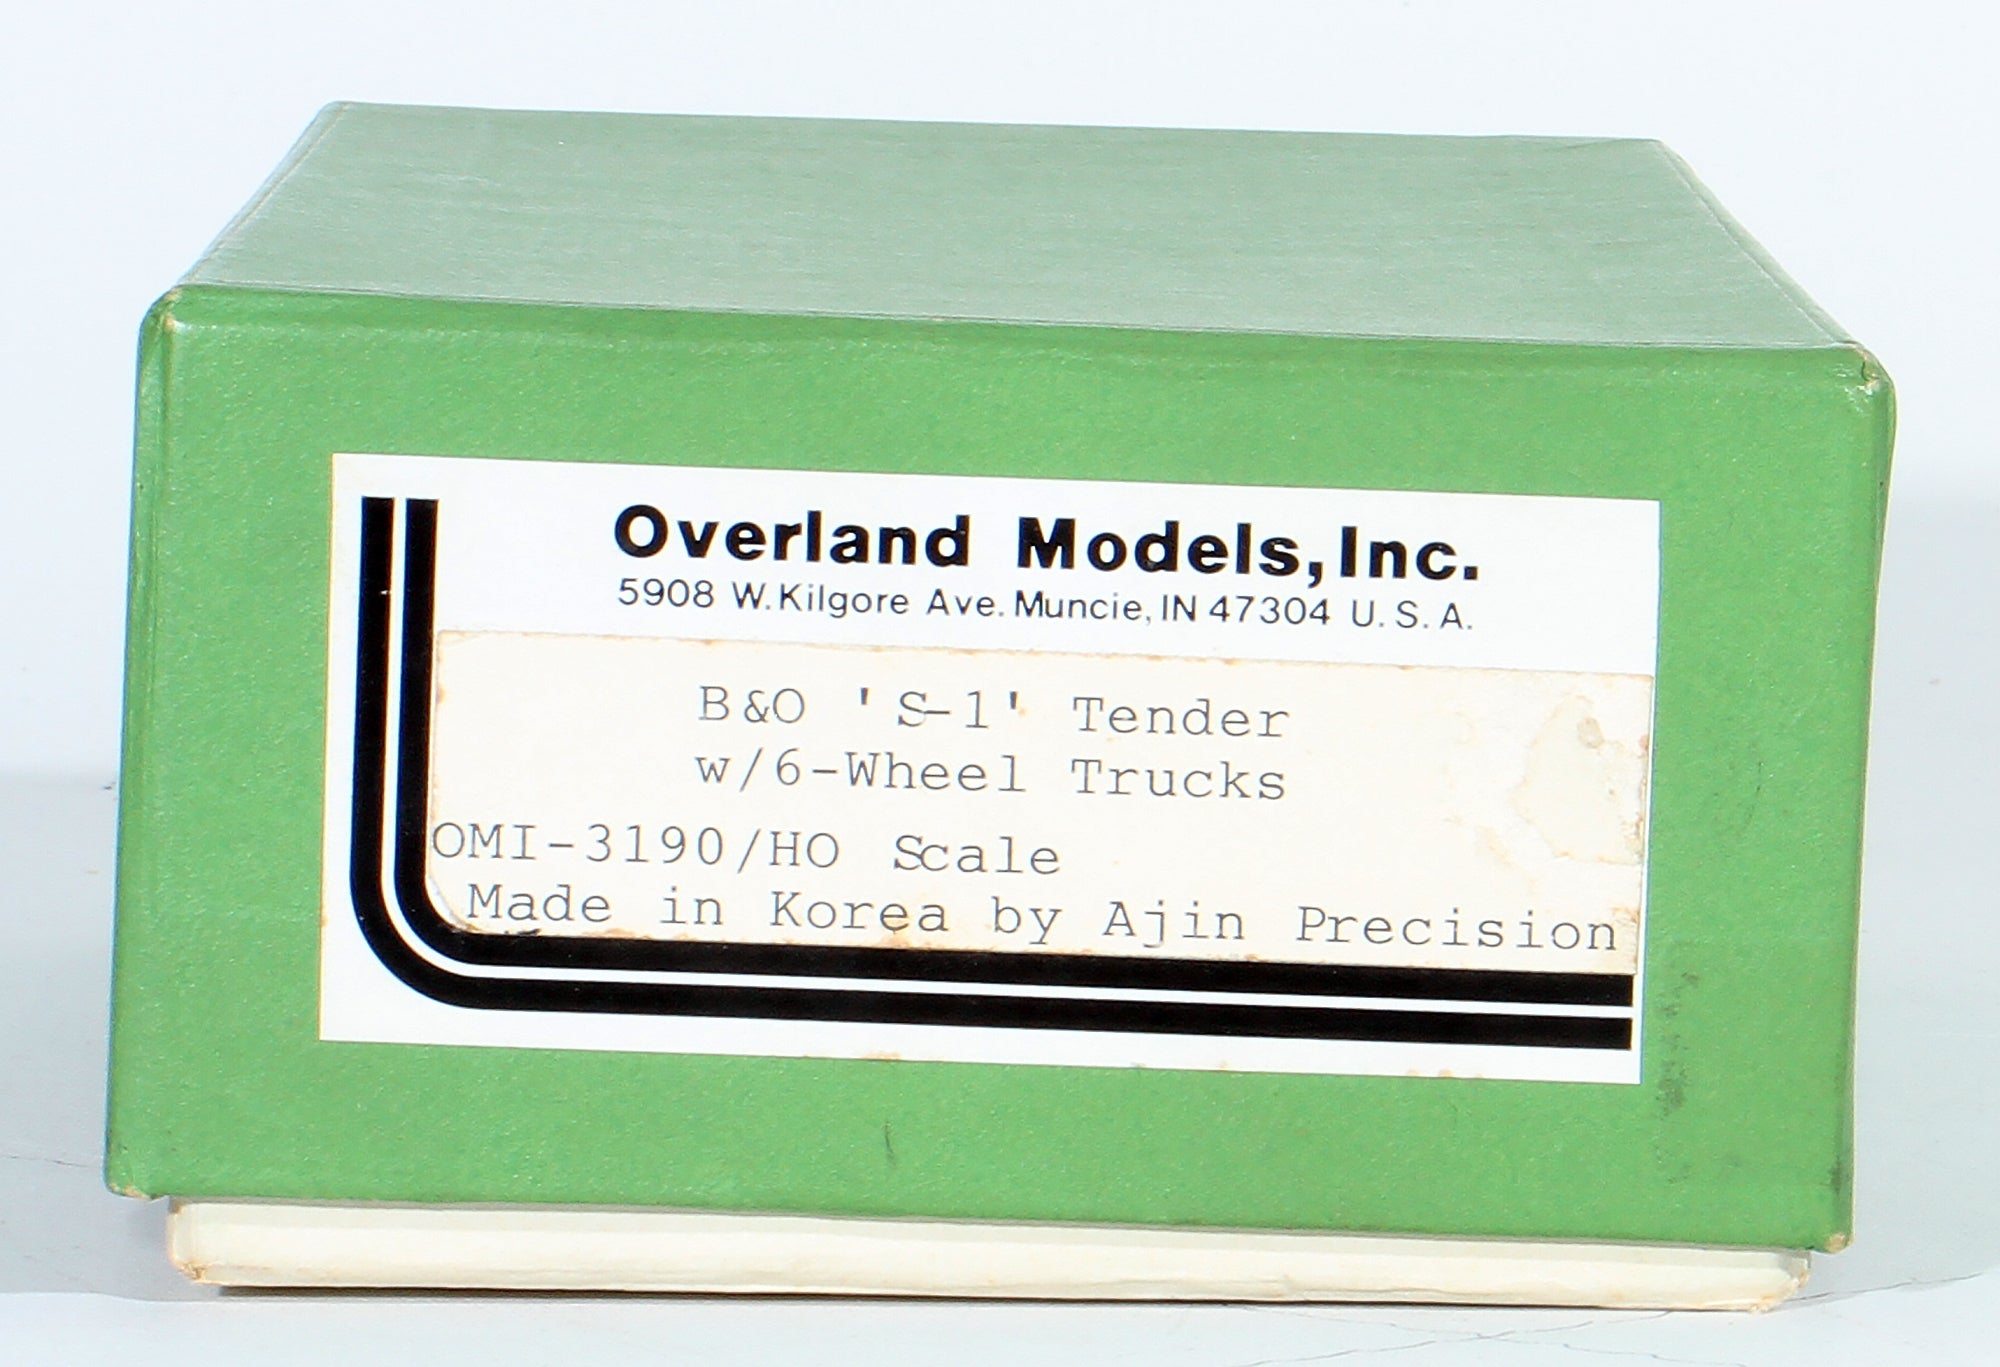 Overland Models, Inc.
5908 W. Kilgore Ave. Muncie, IN 47304 U.S.A.
B&O 'S-1' Tender
w/6-Wheel Trucks
OMI-3190/HO Scale
Made in Korea by Ajin Precision